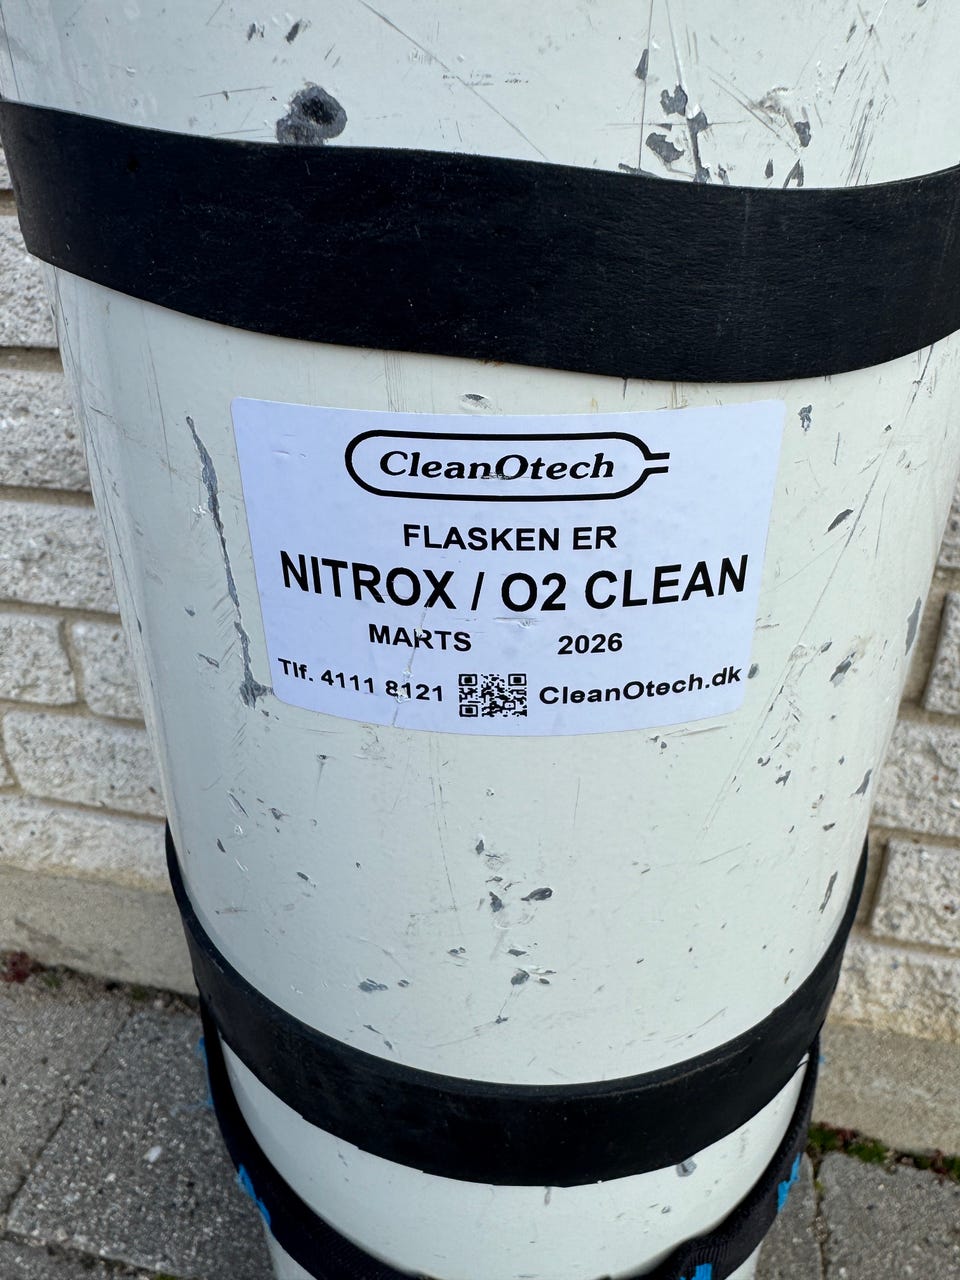 CleanOtech
FLASKEN ER
NITROX / O2 CLEAN
MARTS 2026
Tlf. 4111 8121 CleanOtech.dk